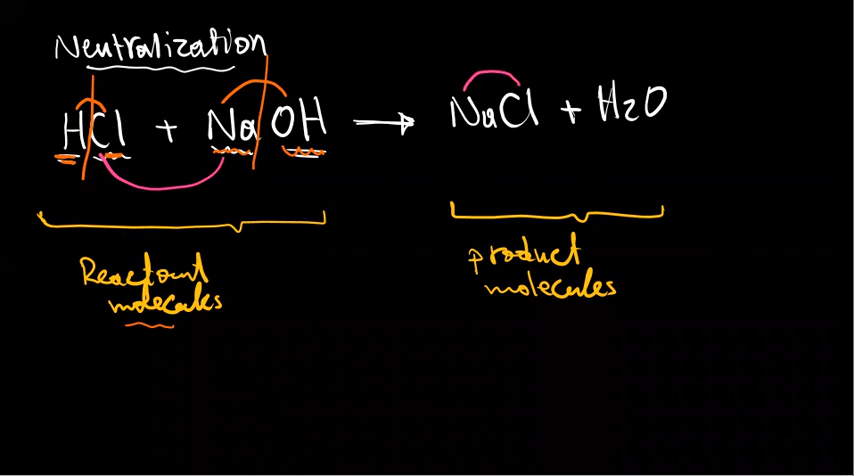 Neutralization
HCl + NaOH → NaCl + H2O
Reactant
molecules
product
molecules